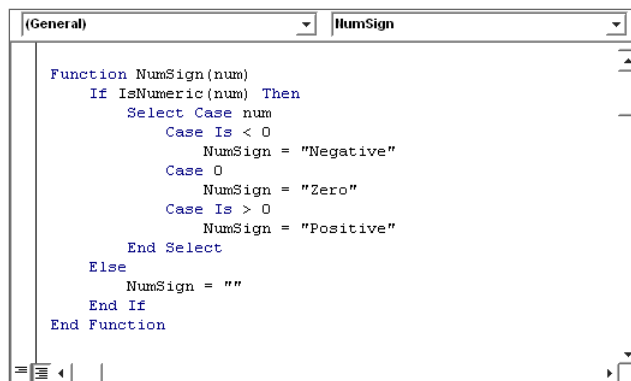 (General) NumSign
Function NumSign(num)
    If IsNumeric(num) Then
        Select Case num
            Case Is < 0
                NumSign = "Negative"
            Case 0
                NumSign = "Zero"
            Case Is > 0
                NumSign = "Positive"
        End Select
    Else
        NumSign = ""
    End If
End Function